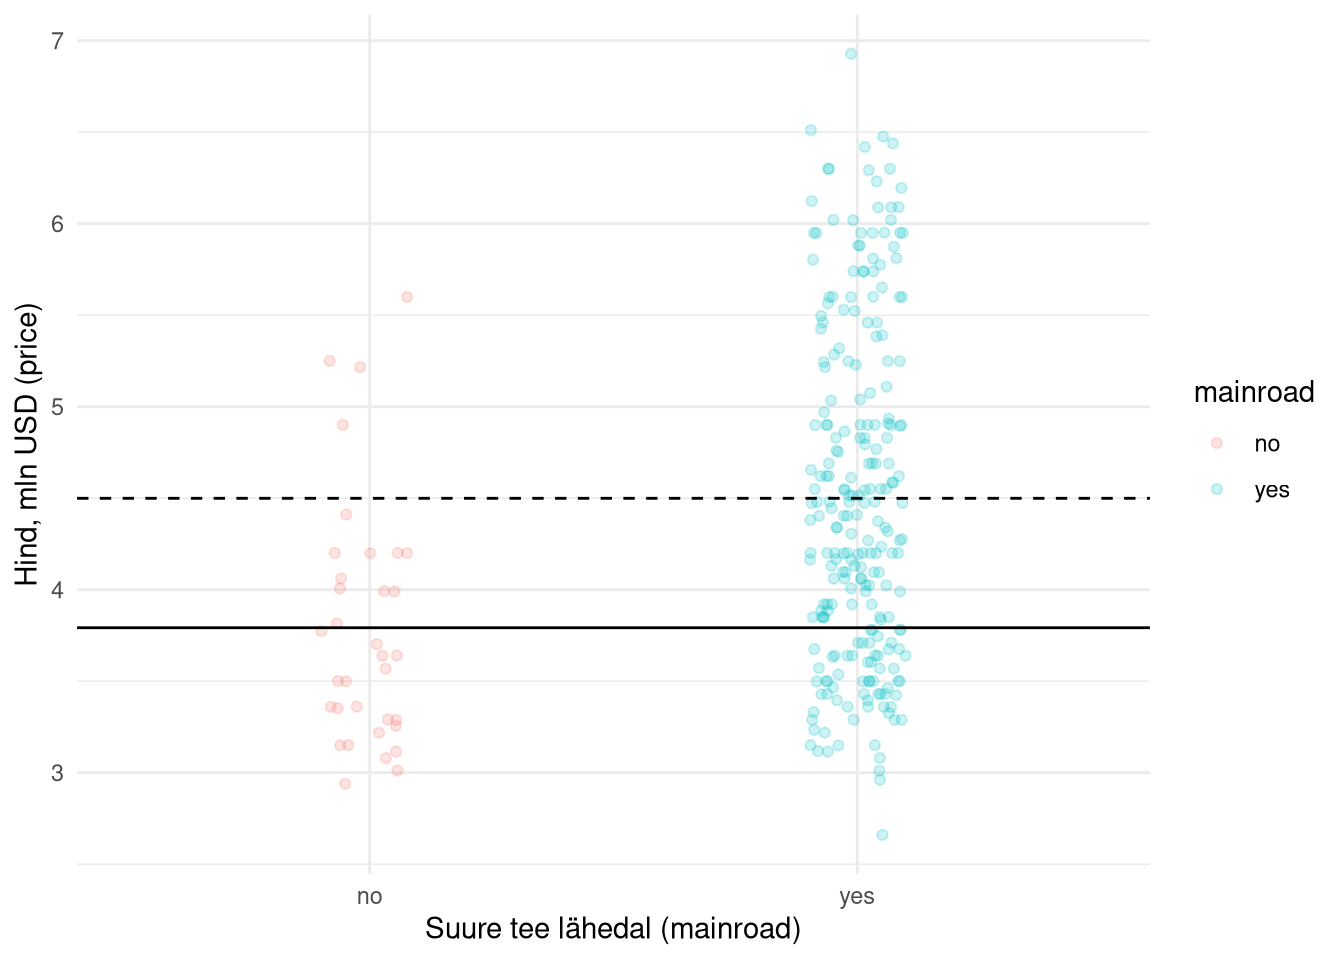 7
6
5
4
3
Hind, mln USD (price)
no
yes
Suure tee lähedal (mainroad)
mainroad
no
yes